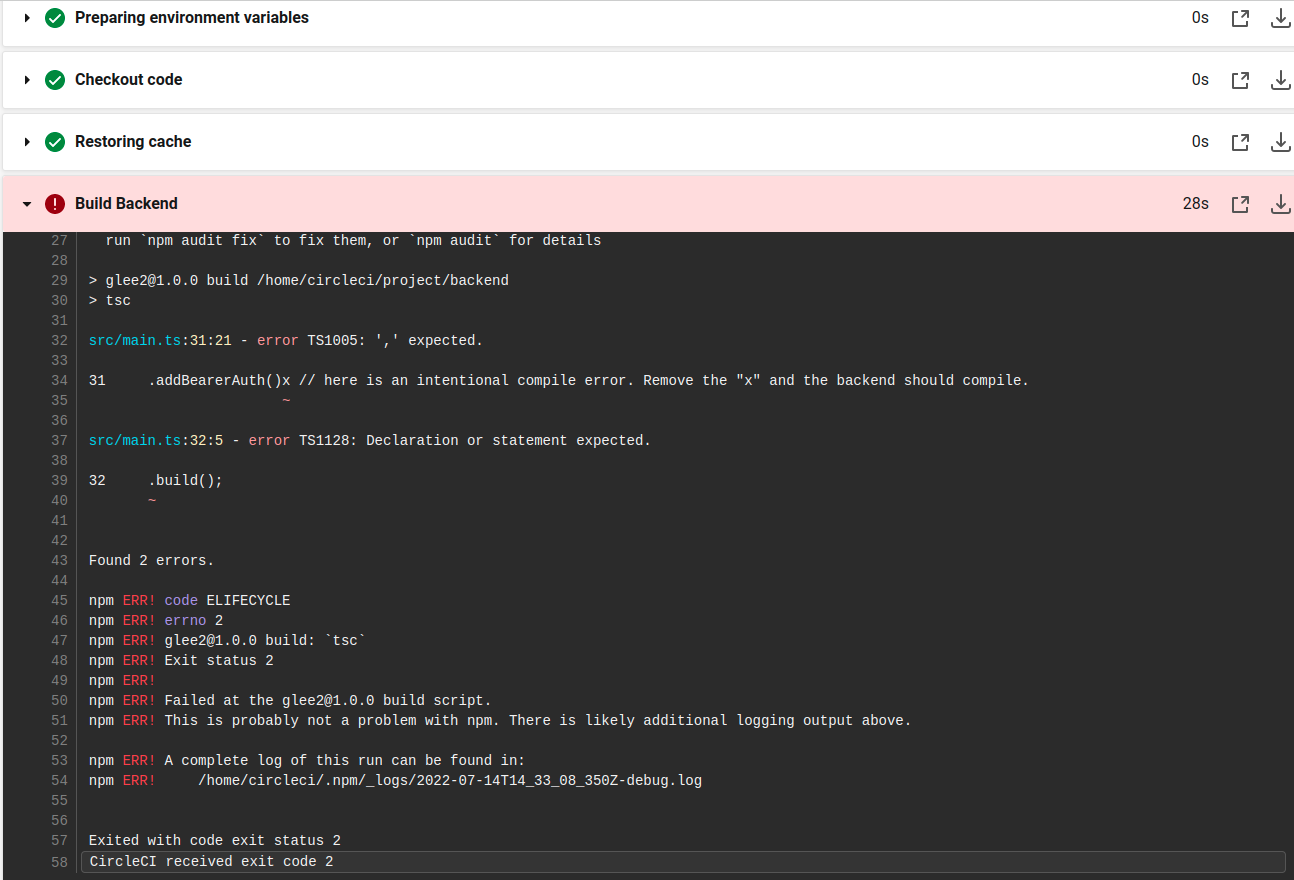 Preparing environment variables 0s
Checkout code 0s
Restoring cache 0s
! Build Backend 28s
27 run `npm audit fix` to fix them, or `npm audit` for details
28
29 > glee2@1.0.0 build /home/circleci/project/backend
30 > tsc
31
32 src/main.ts:31:21 - error TS1005: ',' expected.
33
34 31     .addBearerAuth()x // here is an intentional compile error. Remove the "x" and the backend should compile.
35                        ~
36
37 src/main.ts:32:5 - error TS1128: Declaration or statement expected.
38
39 32     .build();
40        ~
41
42
43 Found 2 errors.
44
45 npm ERR! code ELIFECYCLE
46 npm ERR! errno 2
47 npm ERR! glee2@1.0.0 build: `tsc`
48 npm ERR! Exit status 2
49 npm ERR!
50 npm ERR! Failed at the glee2@1.0.0 build script.
51 npm ERR! This is probably not a problem with npm. There is likely additional logging output above.
52
53 npm ERR! A complete log of this run can be found in:
54 npm ERR!     /home/circleci/.npm/_logs/2022-07-14T14_33_08_350Z-debug.log
55
56
57 Exited with code exit status 2
58 CircleCI received exit code 2